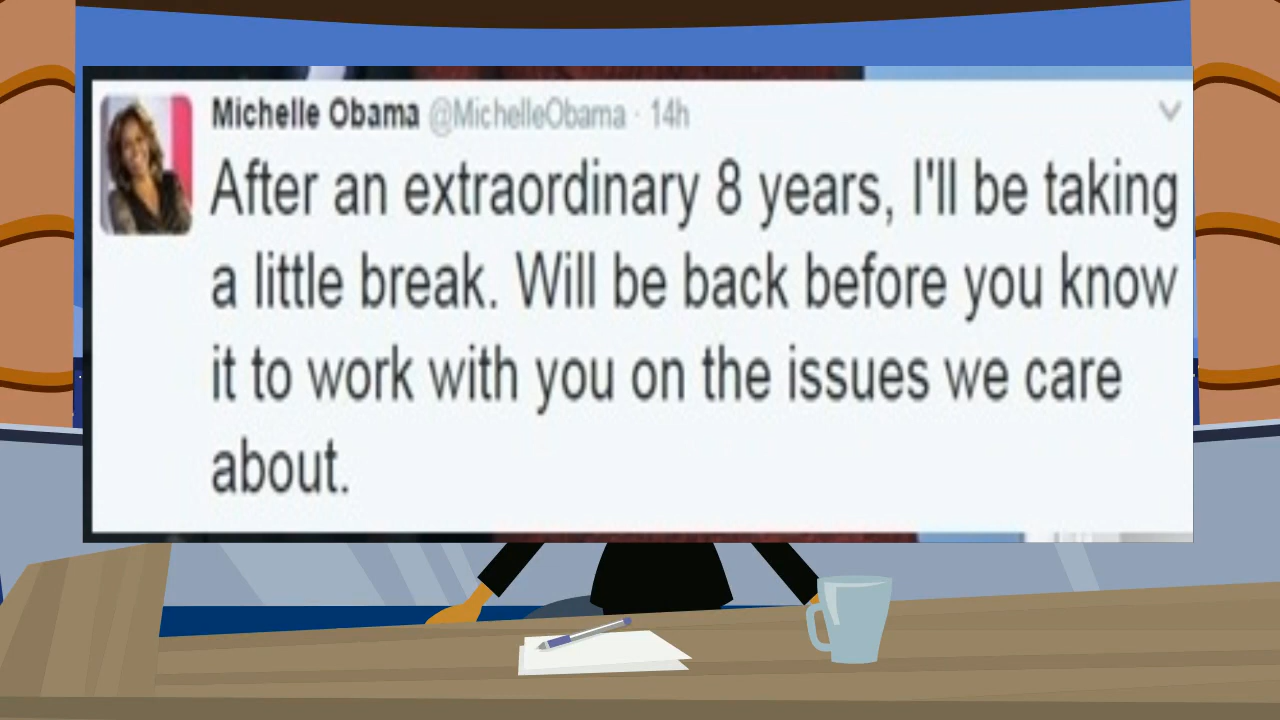 Michelle Obama @MichelleObama · 14h
After an extraordinary 8 years, I'll be taking
a little break. Will be back before you know
it to work with you on the issues we care
about.